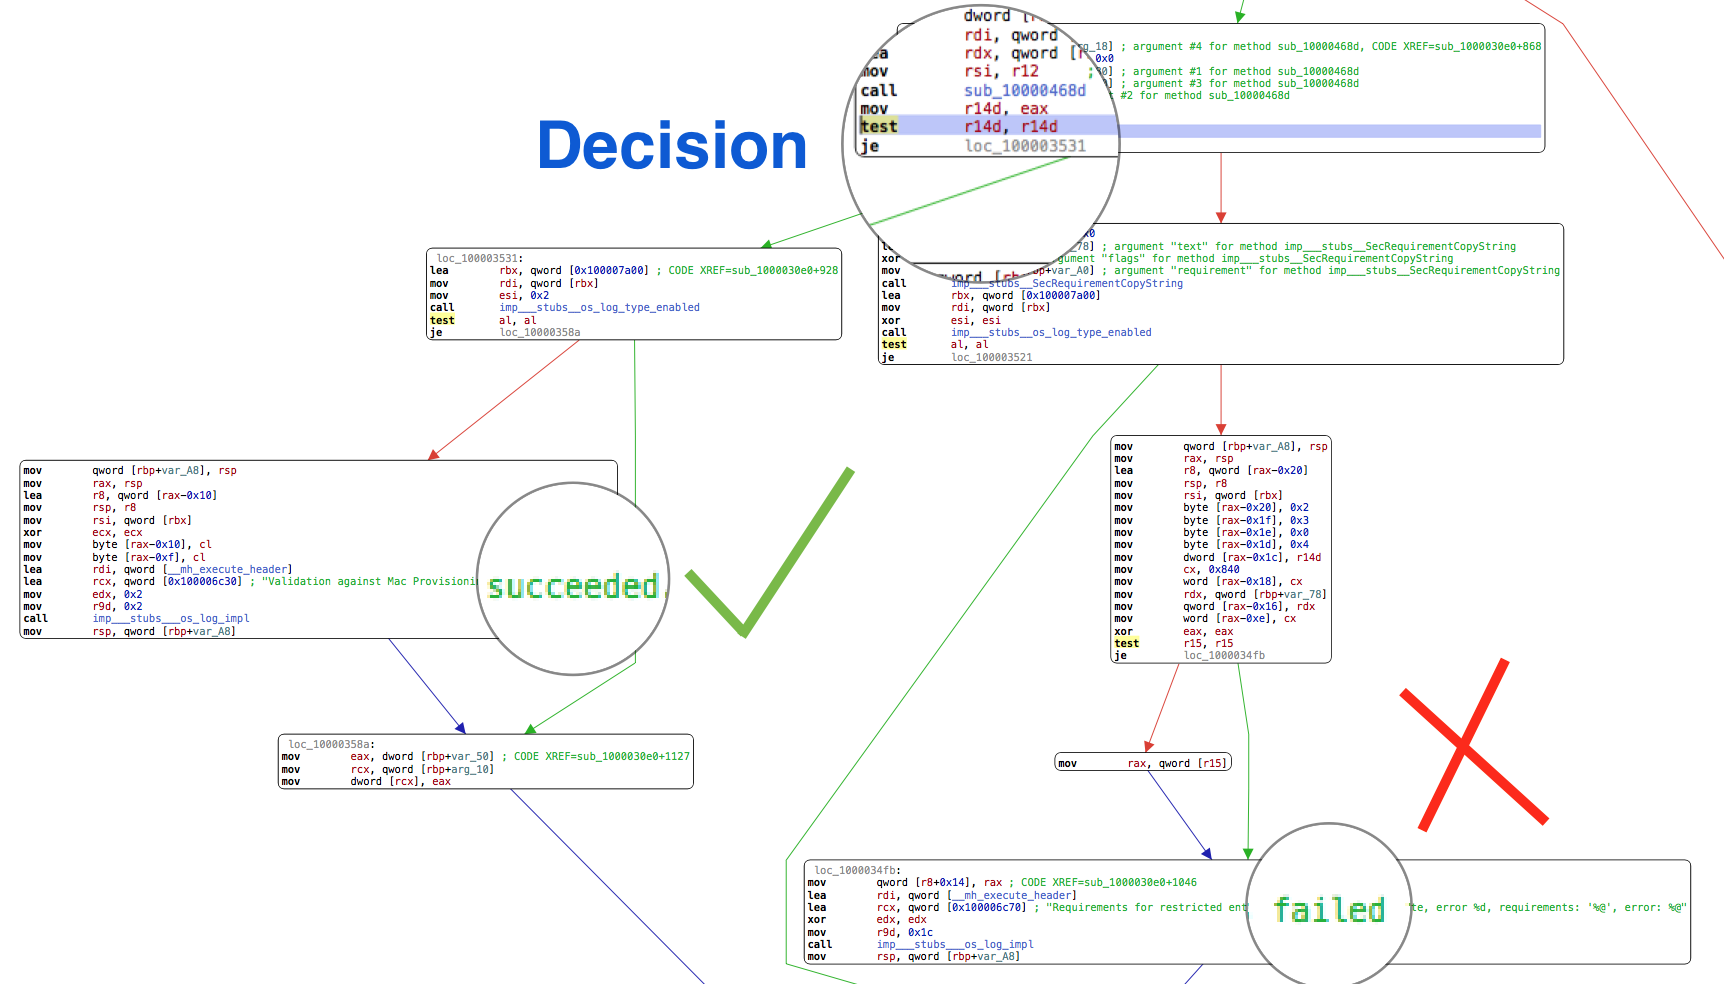 Decision
dword [r
rdi, qword
ea rdx, qword [r
mov rsi, r12 ;
call sub_10000468d
mov r14d, eax
test r14d, r14d
je loc_100003531
rg_18] ; argument #4 for method sub_10000468d, CODE XREF=sub_1000030e0+868
0x0
] ; argument #1 for method sub_10000468d
] ; argument #3 for method sub_10000468d
#2 for method sub_10000468d
x0
_78] ; argument "text" for method imp___stubs__SecRequirementCopyString
xor gument "flags" for method imp___stubs__SecRequirementCopyString
mov qword [rb bp+var_A0] ; argument "requirement" for method imp___stubs__SecRequirementCopyString
call imp___stubs__SecRequirementCopyString
lea rbx, qword [0x100007a00]
mov rdi, qword [rbx]
xor esi, esi
call imp___stubs__os_log_type_enabled
test al, al
je loc_100003521
loc_100003531:
lea rbx, qword [0x100007a00] ; CODE XREF=sub_1000030e0+928
mov rdi, qword [rbx]
mov esi, 0x2
call imp___stubs__os_log_type_enabled
test al, al
je loc_10000358a
mov qword [rbp+var_A8], rsp
mov rax, rsp
lea r8, qword [rax-0x10]
mov rsp, r8
mov rsi, qword [rbx]
xor ecx, ecx
mov byte [rax-0x10], cl
mov byte [rax-0xf], cl
lea rdi, qword [__mh_execute_header]
lea rcx, qword [0x100006c30] ; "Validation against Mac Provisioni
mov edx, 0x2
mov r9d, 0x2
call imp___stubs__os_log_impl
mov rsp, qword [rbp+var_A8]
succeeded.
mov qword [rbp+var_A8], rsp
mov rax, rsp
lea r8, qword [rax-0x20]
mov rsp, r8
mov rsi, qword [rbx]
mov byte [rax-0x20], 0x2
mov byte [rax-0x1f], 0x3
mov byte [rax-0x1e], 0x0
mov byte [rax-0x1d], 0x4
mov dword [rax-0x1c], r14d
mov cx, 0x840
mov word [rax-0x18], cx
mov rdx, qword [rbp+var_78]
mov qword [rax-0x16], rdx
mov word [rax-0xe], cx
xor eax, eax
test r15, r15
je loc_1000034fb
loc_10000358a:
mov eax, dword [rbp+var_50] ; CODE XREF=sub_1000030e0+1127
mov rcx, qword [rbp+arg_10]
mov dword [rcx], eax
mov rax, qword [r15]
loc_1000034fb:
mov qword [r8+0x14], rax ; CODE XREF=sub_1000030e0+1046
lea rdi, qword [__mh_execute_header]
lea rcx, qword [0x100006c70] ; "Requirements for restricted ent failed te, error %d, requirements: '%@', error: %@"
xor edx, edx
mov r9d, 0x1c
call imp___stubs__os_log_impl
mov rsp, qword [rbp+var_A8]